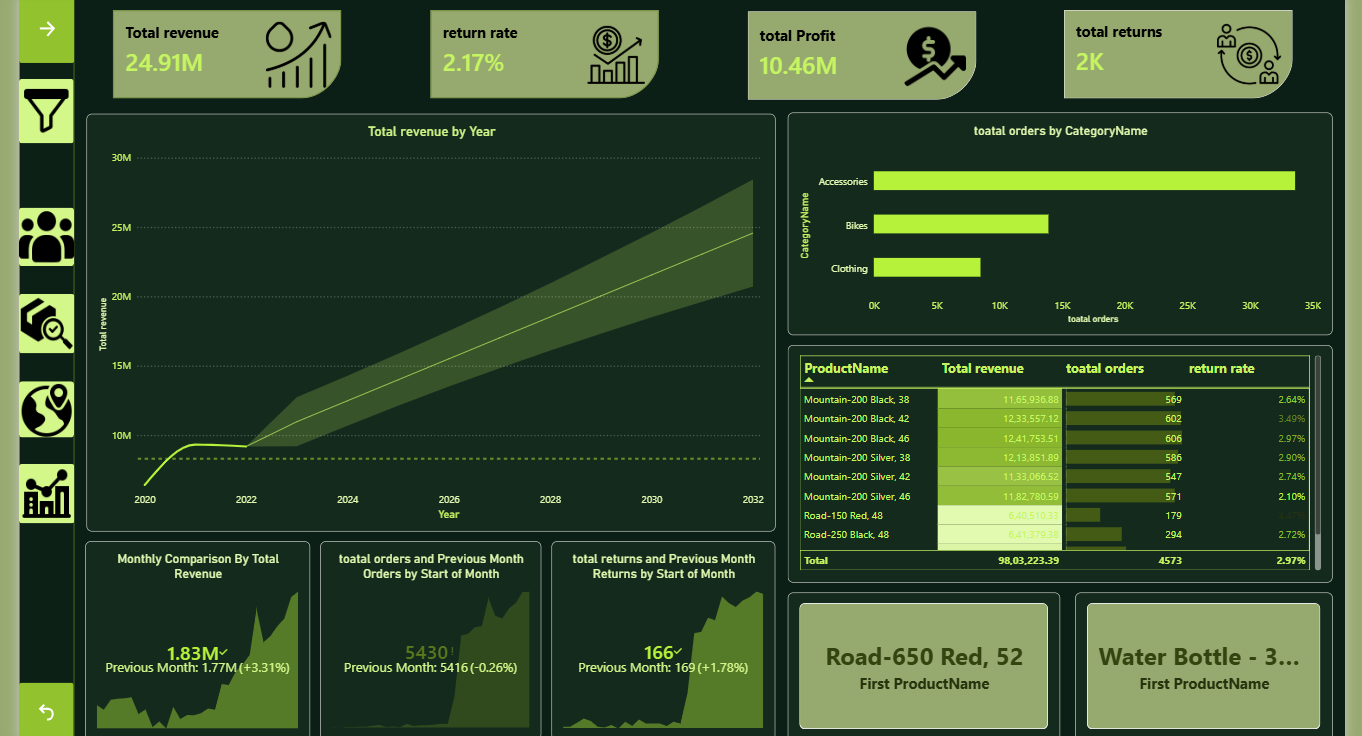 Total revenue
24.91M
return rate
2.17%
total Profit
10.46M
total returns
2K
Total revenue by Year
Total revenue
30M
25M
20M
15M
10M
2020 2022 2024 2026 2028 2030 2032
Year
toatal orders by CategoryName
CategoryName
Accessories
Bikes
Clothing
0K 5K 10K 15K 20K 25K 30K 35K
toatal orders
ProductName Total revenue toatal orders return rate
Mountain-200 Black, 38 11,65,936.88 569 2.64%
Mountain-200 Black, 42 12,33,557.12 602 3.49%
Mountain-200 Black, 46 12,41,753.51 606 2.97%
Mountain-200 Silver, 38 12,13,851.89 586 2.90%
Mountain-200 Silver, 42 11,33,066.52 547 2.74%
Mountain-200 Silver, 46 11,82,780.59 571 2.10%
Road-150 Red, 48 6,40,510.33 179
Road-250 Black, 48 6,41,379.38 294 2.72%
Total 98,03,223.39 4573 2.97%
Monthly Comparison By Total
Revenue
1.83M
Previous Month: 1.77M (+3.31%)
toatal orders and Previous Month
Orders by Start of Month
5430!
Previous Month: 5416 (-0.26%)
total returns and Previous Month
Returns by Start of Month
166
Previous Month: 169 (+1.78%)
Road-650 Red, 52
First ProductName
Water Bottle - 3...
First ProductName